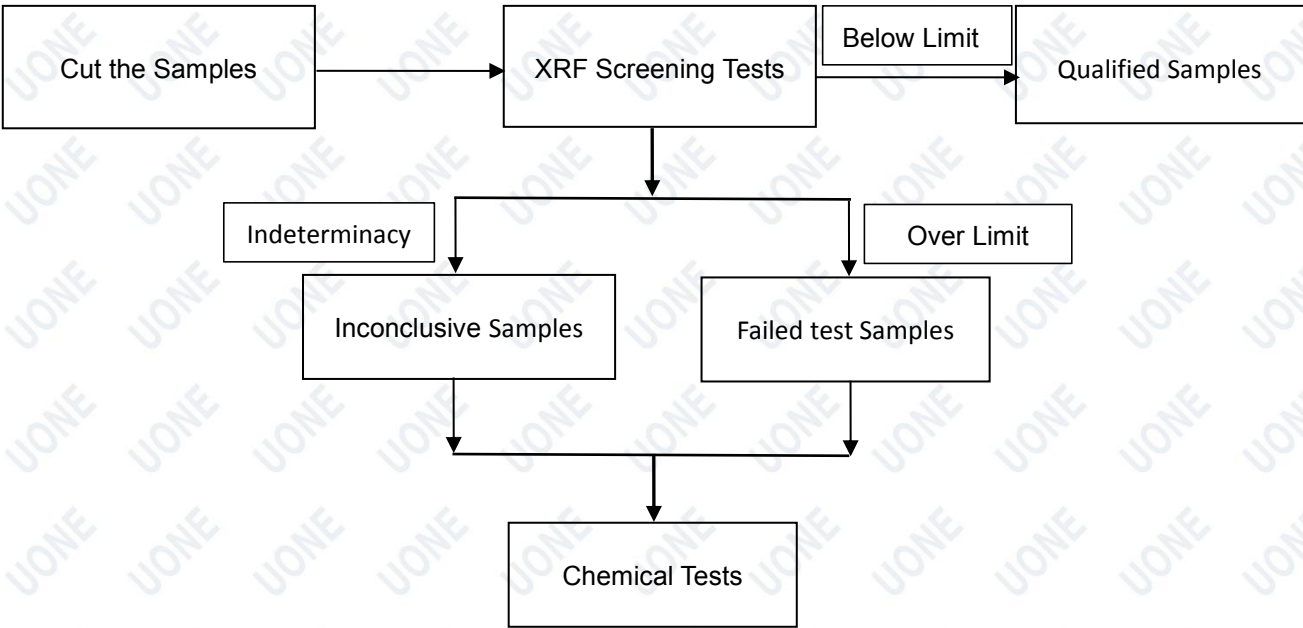 Cut the Samples
XRF Screening Tests
Below Limit
Qualified Samples
Indeterminacy
Over Limit
Inconclusive Samples
Failed test Samples
Chemical Tests
UONE